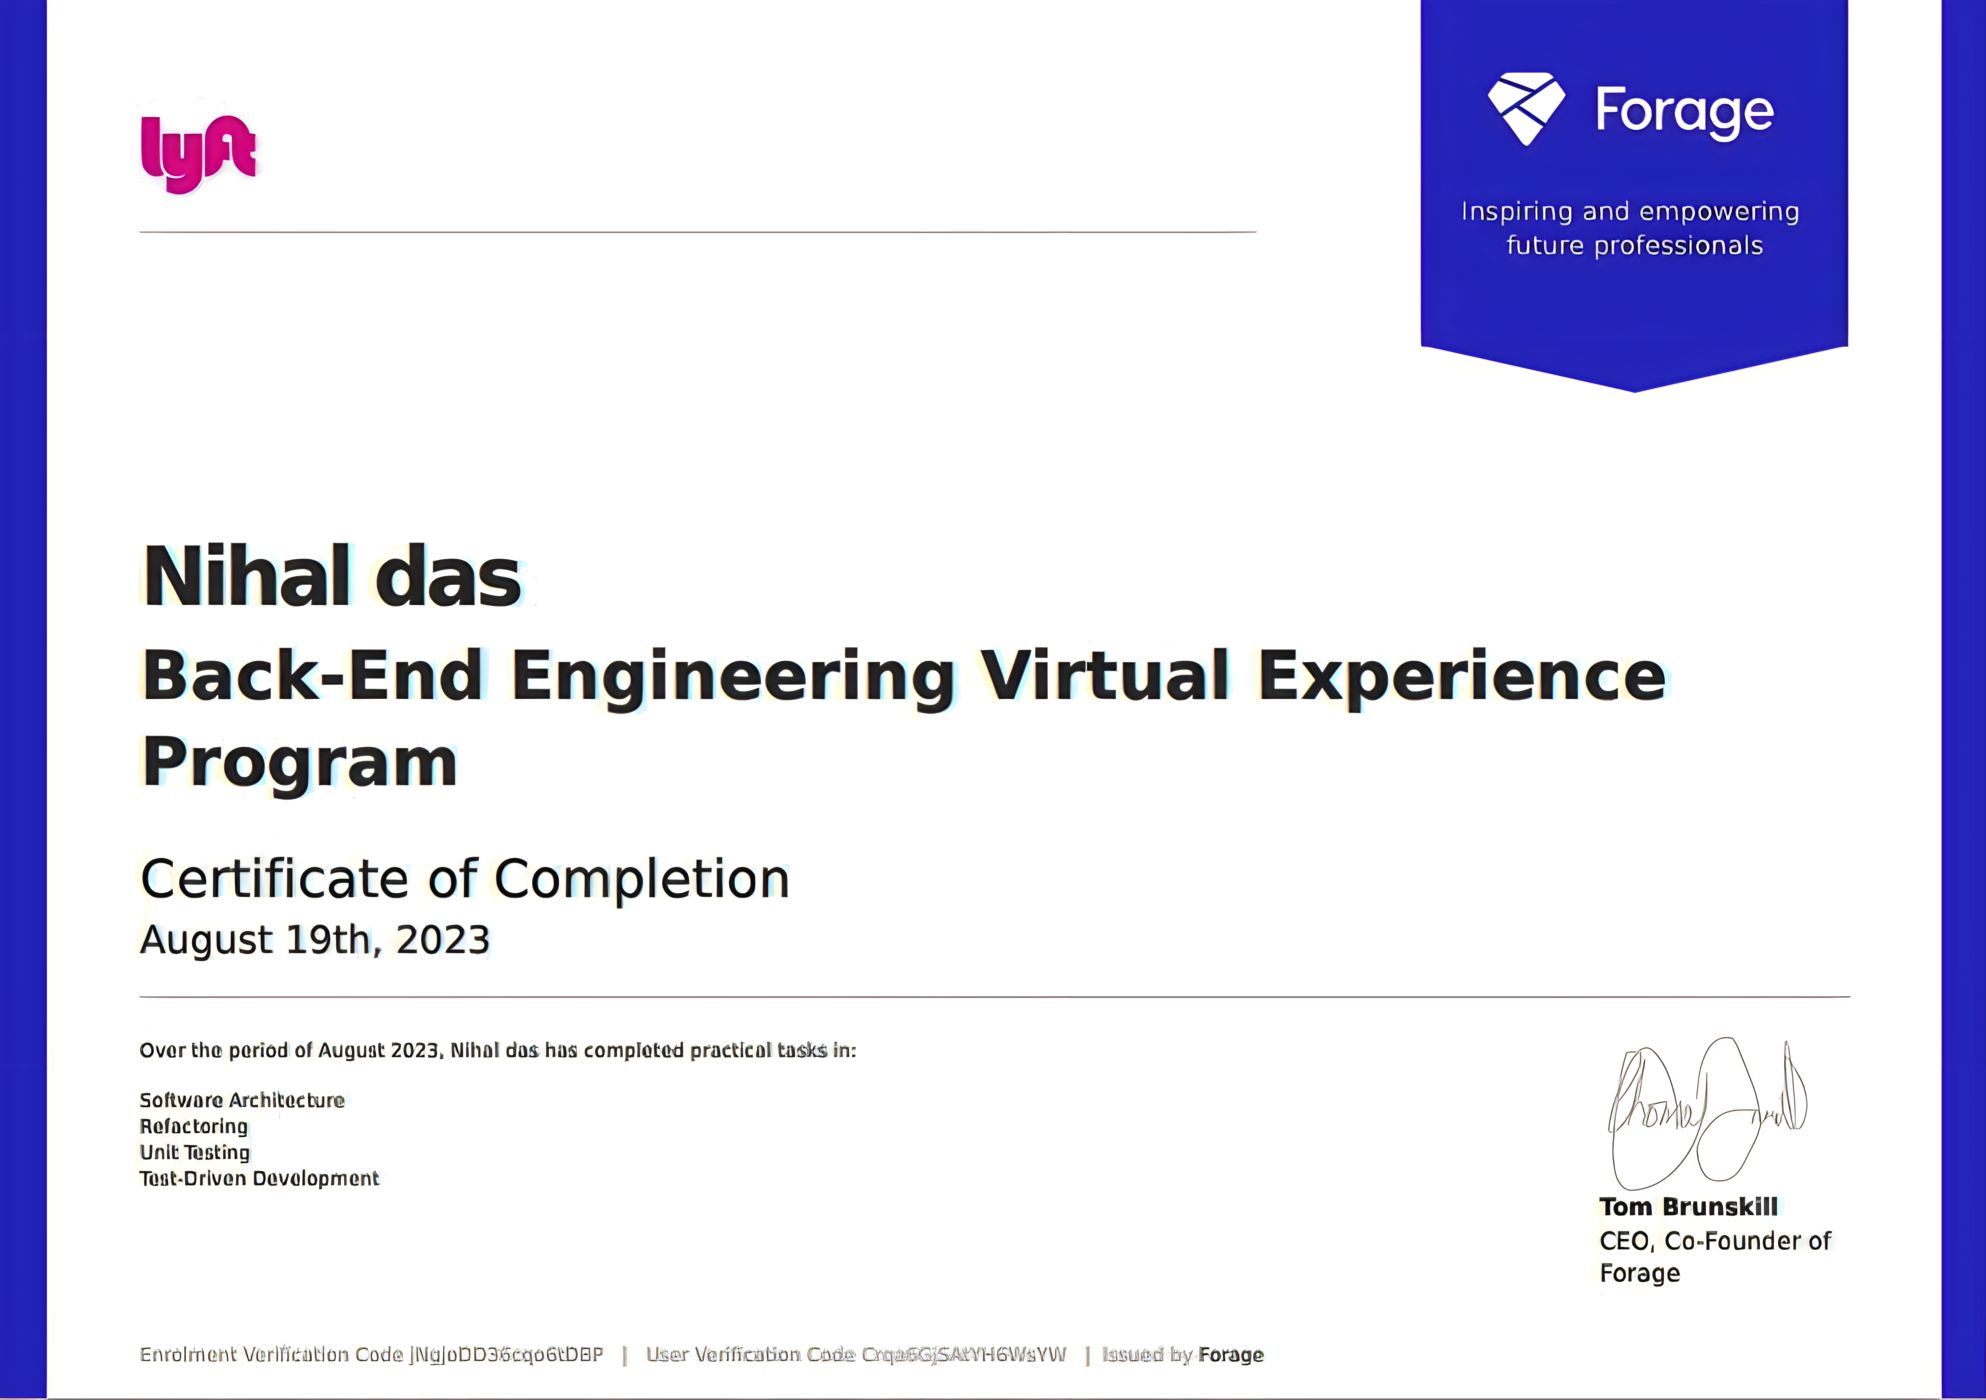 lyft
Forage
Inspiring and empowering
future professionals
Nihal das
Back-End Engineering Virtual Experience
Program
Certificate of Completion
August 19th, 2023
Over the period of August 2023, Nihal das has completed practical tasks in:
Software Architecture
Refactoring
Unit Testing
Test-Driven Development
Tom Brunskill
CEO, Co-Founder of
Forage
Enrolment Verification Code | User Verification Code | Issued by Forage